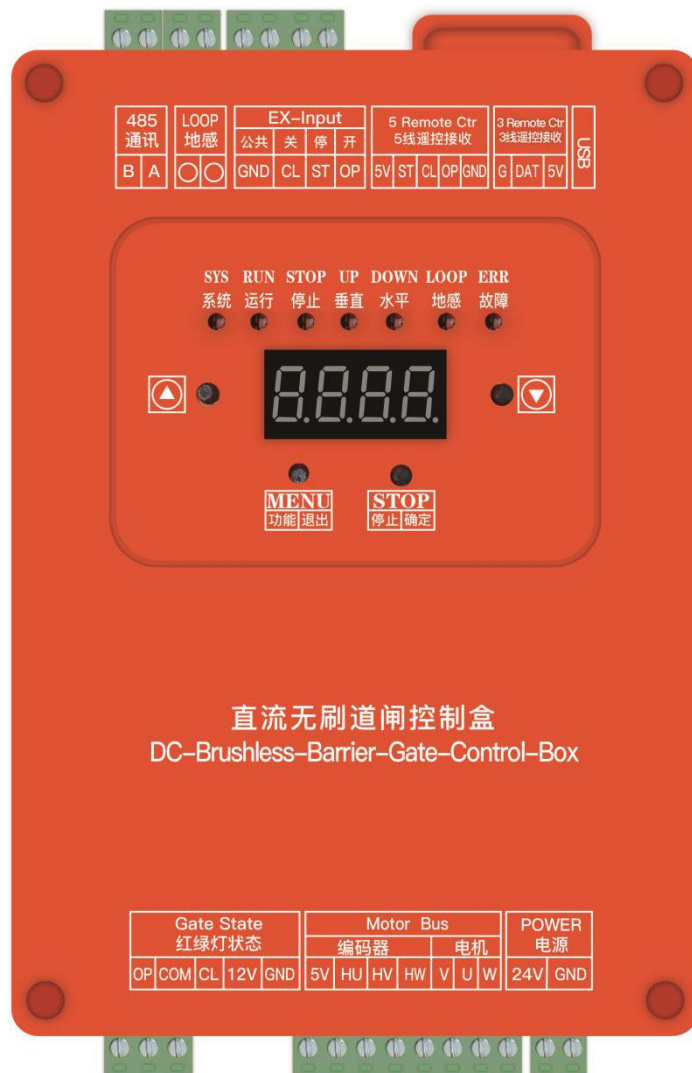 485 LOOP EX-Input 5 Remote Ctr 3 Remote Ctr USB
通讯 地感 公共 关 停 开 5线遥控接收 3线遥控接收
B A GND CL ST OP 5V ST CL OP GND G DAT 5V
SYS RUN STOP UP DOWN LOOP ERR
系统 运行 停止 垂直 水平 地感 故障
8.8.8.8.
MENU STOP
功能 退出 停止 确定
直流无刷道闸控制盒
DC-Brushless-Barrier-Gate-Control-Box
Gate State Motor Bus POWER
红绿灯状态 编码器 电机 电源
OP COM CL 12V GND 5V HU HV HW V U W 24V GND